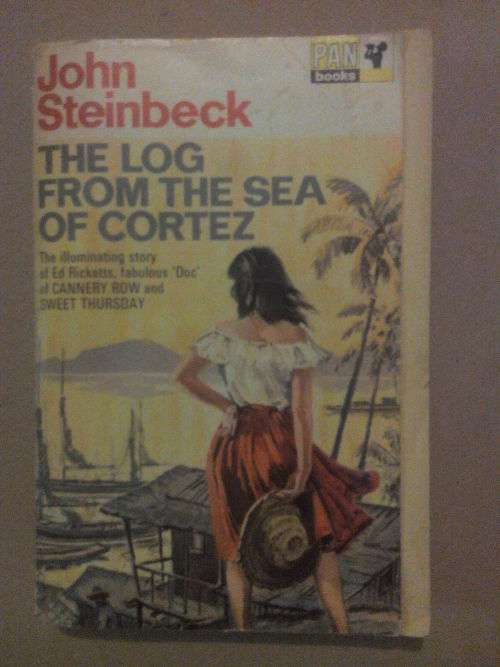 John
Steinbeck
PAN
books
THE LOG
FROM THE SEA
OF CORTEZ
The illuminating story
of Ed Ricketts, fabulous 'Doc'
of CANNERY ROW and
SWEET THURSDAY